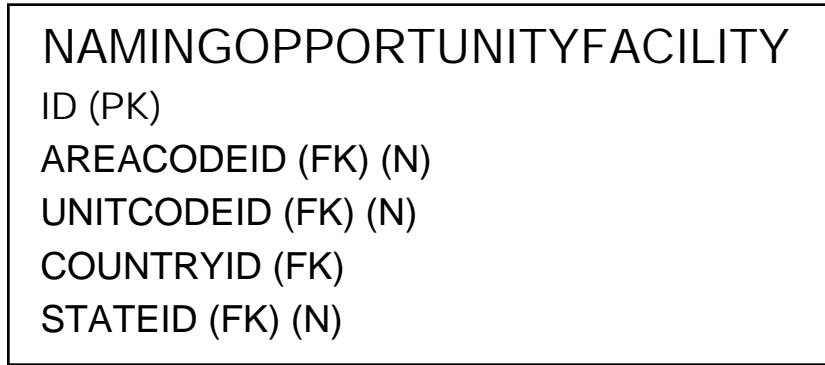 NAMINGOPPORTUNITYFACILITY
ID (PK)
AREACODEID (FK) (N)
UNITCODEID (FK) (N)
COUNTRYID (FK)
STATEID (FK) (N)